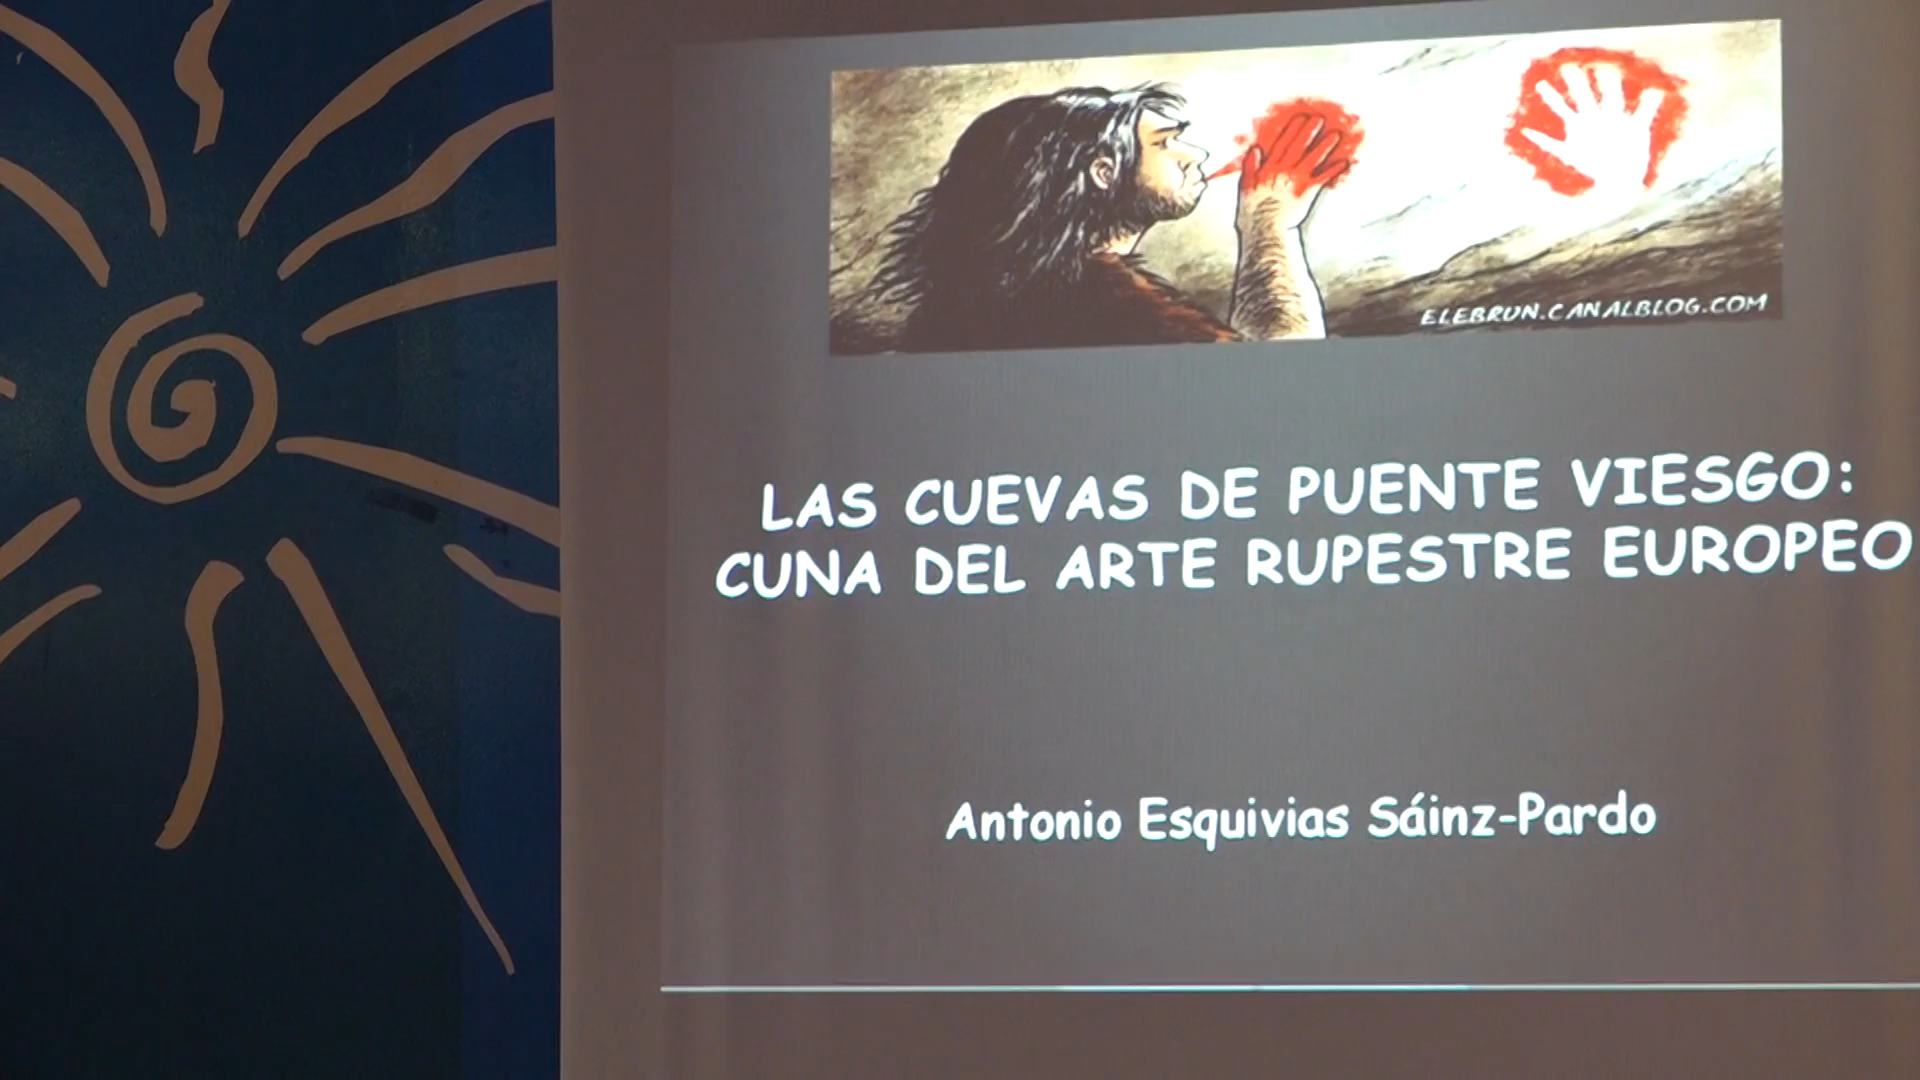 ELEBRUN.CANALBLOG.COM
LAS CUEVAS DE PUENTE VIESGO:
CUNA DEL ARTE RUPESTRE EUROPEO
Antonio Esquivias Sáinz-Pardo